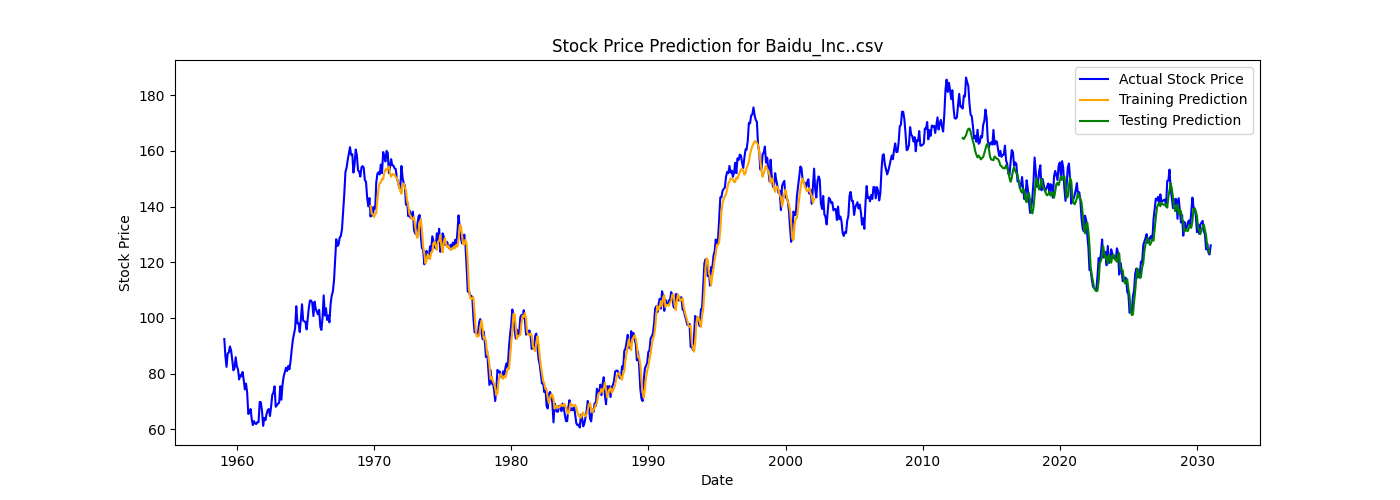 Stock Price Prediction for Baidu_Inc..csv
Actual Stock Price
Training Prediction
Testing Prediction
Stock Price
180
160
140
120
100
80
60
1960 1970 1980 1990 2000 2010 2020 2030
Date